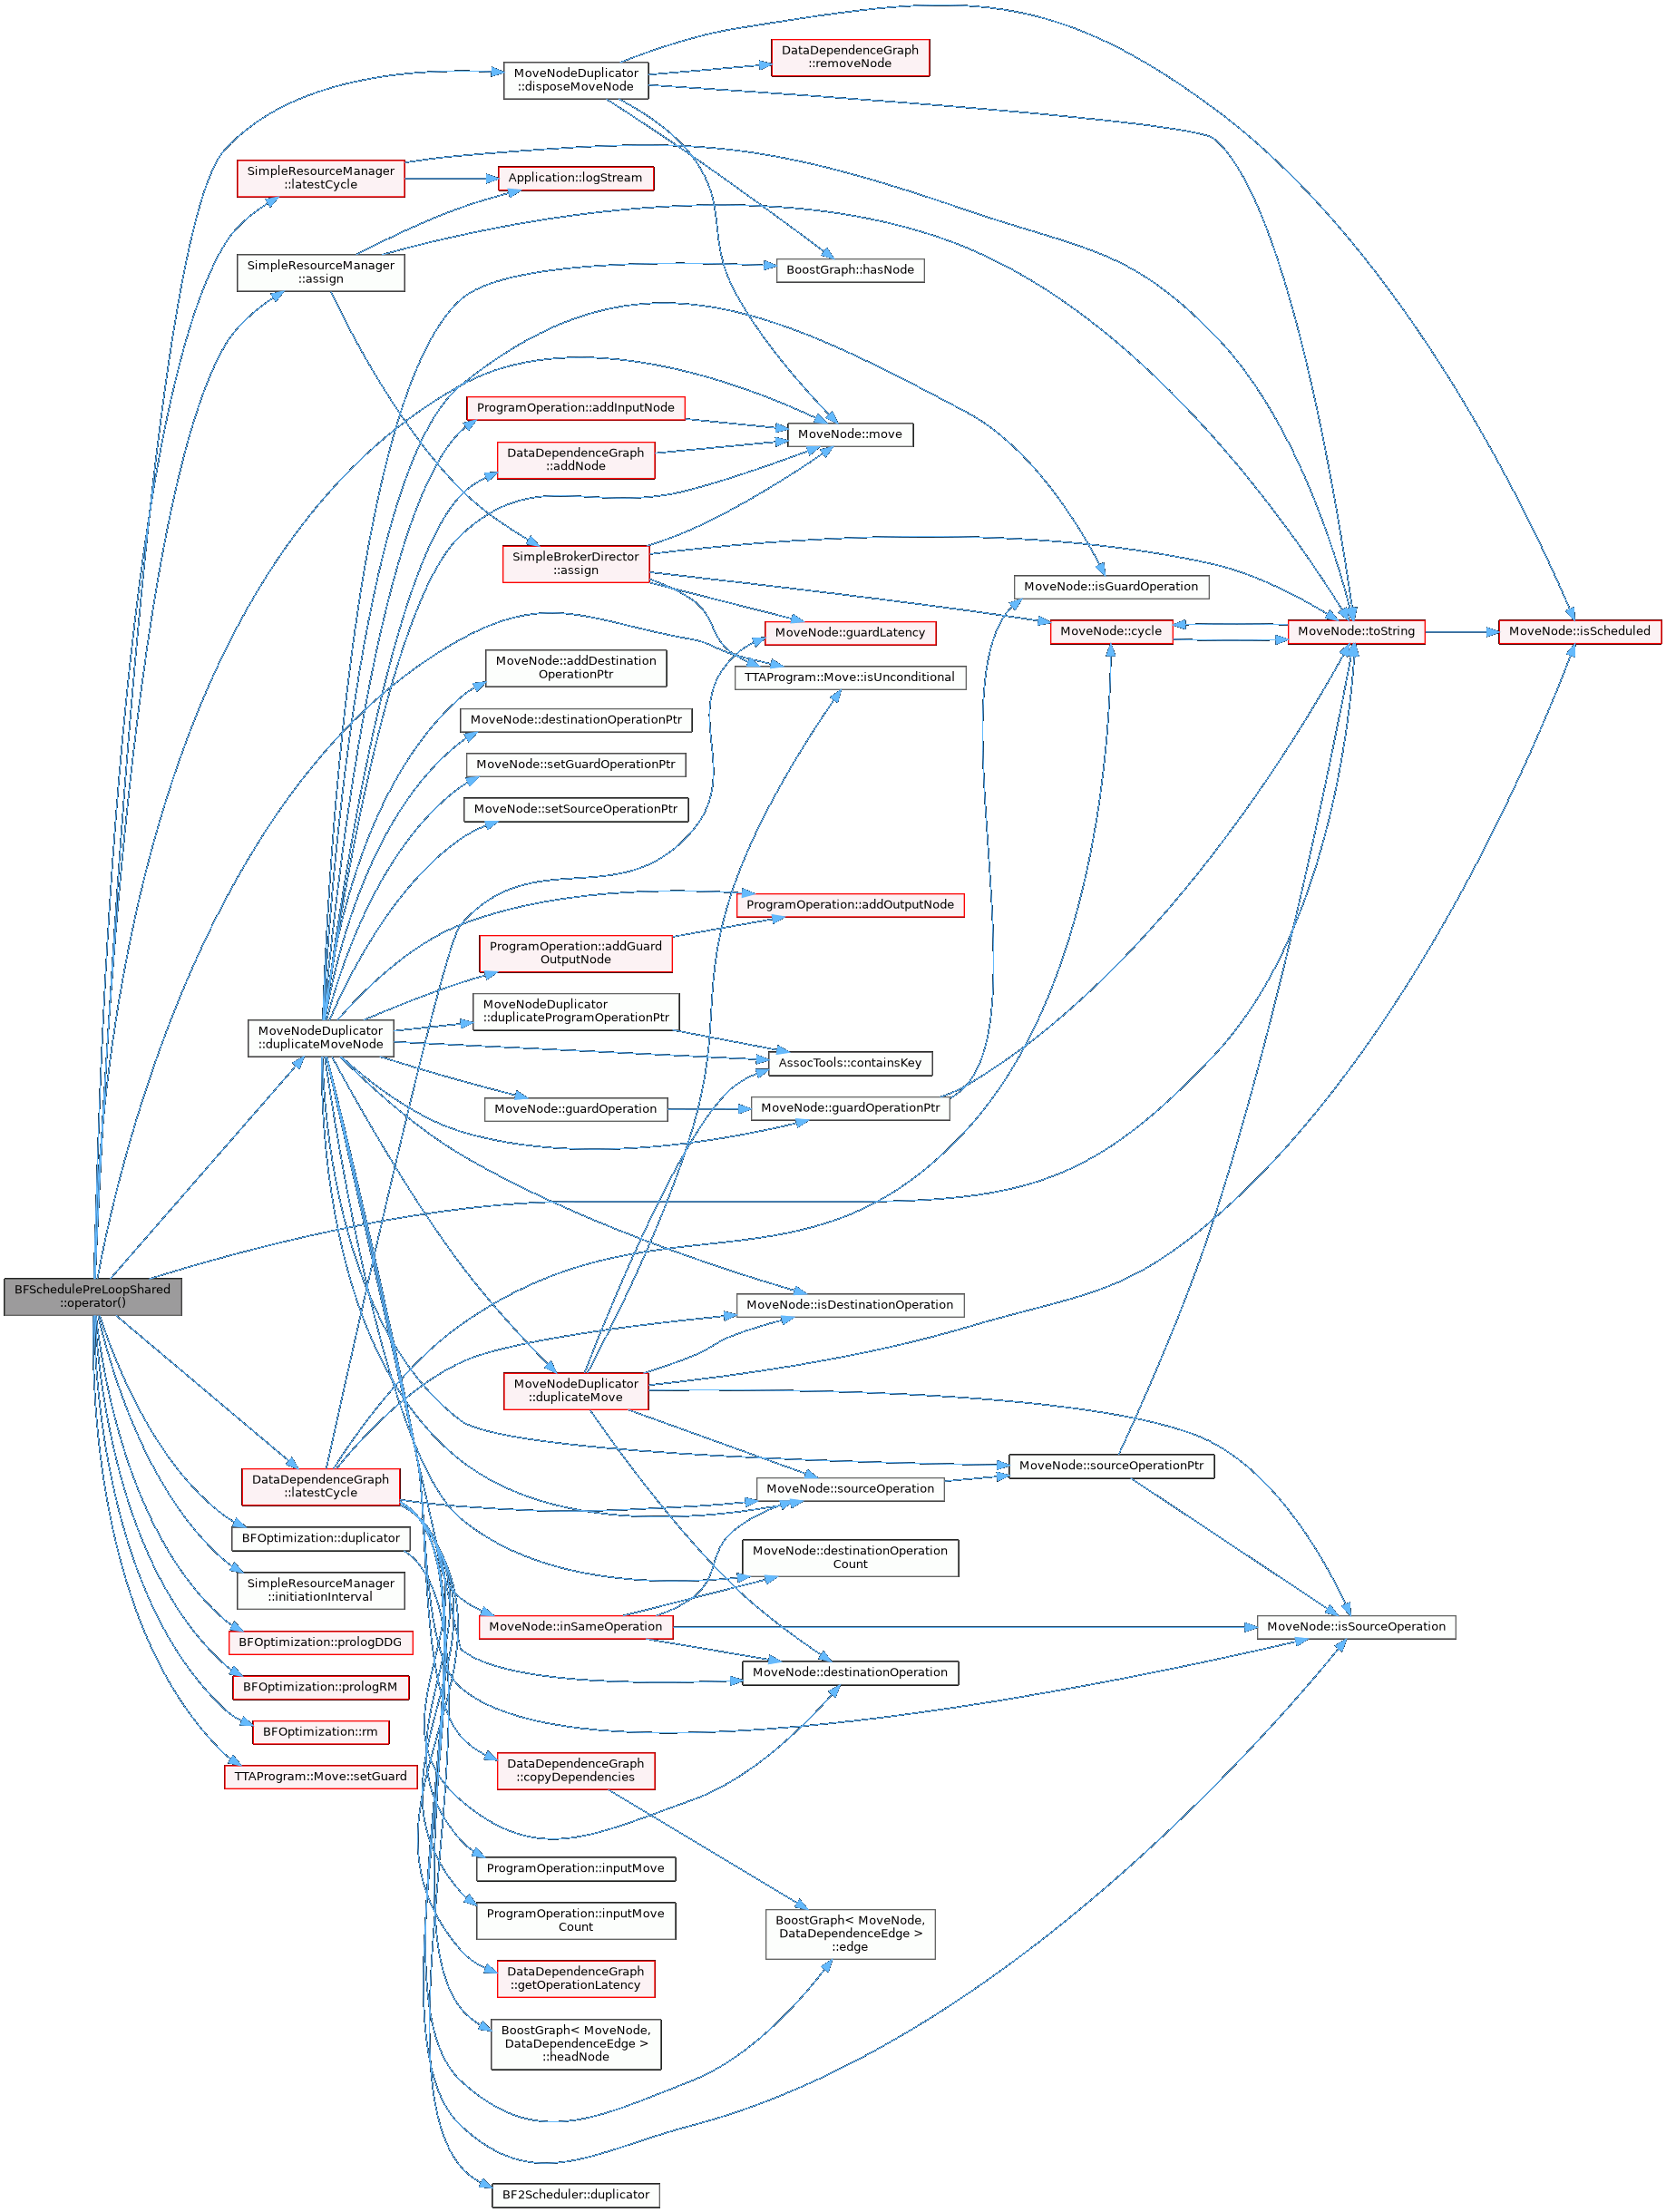 MoveNodeDuplicator
::disposeMoveNode
DataDependenceGraph
::removeNode
SimpleResourceManager
::latestCycle
Application::logStream
SimpleResourceManager
::assign
BoostGraph::hasNode
ProgramOperation::addInputNode
MoveNode::move
DataDependenceGraph
::addNode
SimpleBrokerDirector
::assign
MoveNode::isGuardOperation
MoveNode::guardLatency
MoveNode::cycle
MoveNode::toString
MoveNode::isScheduled
MoveNode::addDestination
OperationPtr
TTAProgram::Move::isUnconditional
MoveNode::destinationOperationPtr
MoveNode::setGuardOperationPtr
MoveNode::setSourceOperationPtr
ProgramOperation::addOutputNode
ProgramOperation::addGuard
OutputNode
MoveNodeDuplicator
::duplicateProgramOperationPtr
MoveNodeDuplicator
::duplicateMoveNode
AssocTools::containsKey
MoveNode::guardOperation
MoveNode::guardOperationPtr
BFSchedulePreLoopShared
::operator()
MoveNode::isDestinationOperation
MoveNodeDuplicator
::duplicateMove
MoveNode::sourceOperationPtr
DataDependenceGraph
::latestCycle
MoveNode::sourceOperation
BFOptimization::duplicator
MoveNode::destinationOperation
Count
SimpleResourceManager
::initiationInterval
MoveNode::inSameOperation
MoveNode::isSourceOperation
BFOptimization::prologDDG
MoveNode::destinationOperation
BFOptimization::prologRM
BFOptimization::rm
DataDependenceGraph
::copyDependencies
TTAProgram::Move::setGuard
ProgramOperation::inputMove
ProgramOperation::inputMove
Count
BoostGraph< MoveNode,
DataDependenceEdge >
::edge
DataDependenceGraph
::getOperationLatency
BoostGraph< MoveNode,
DataDependenceEdge >
::headNode
BF2Scheduler::duplicator